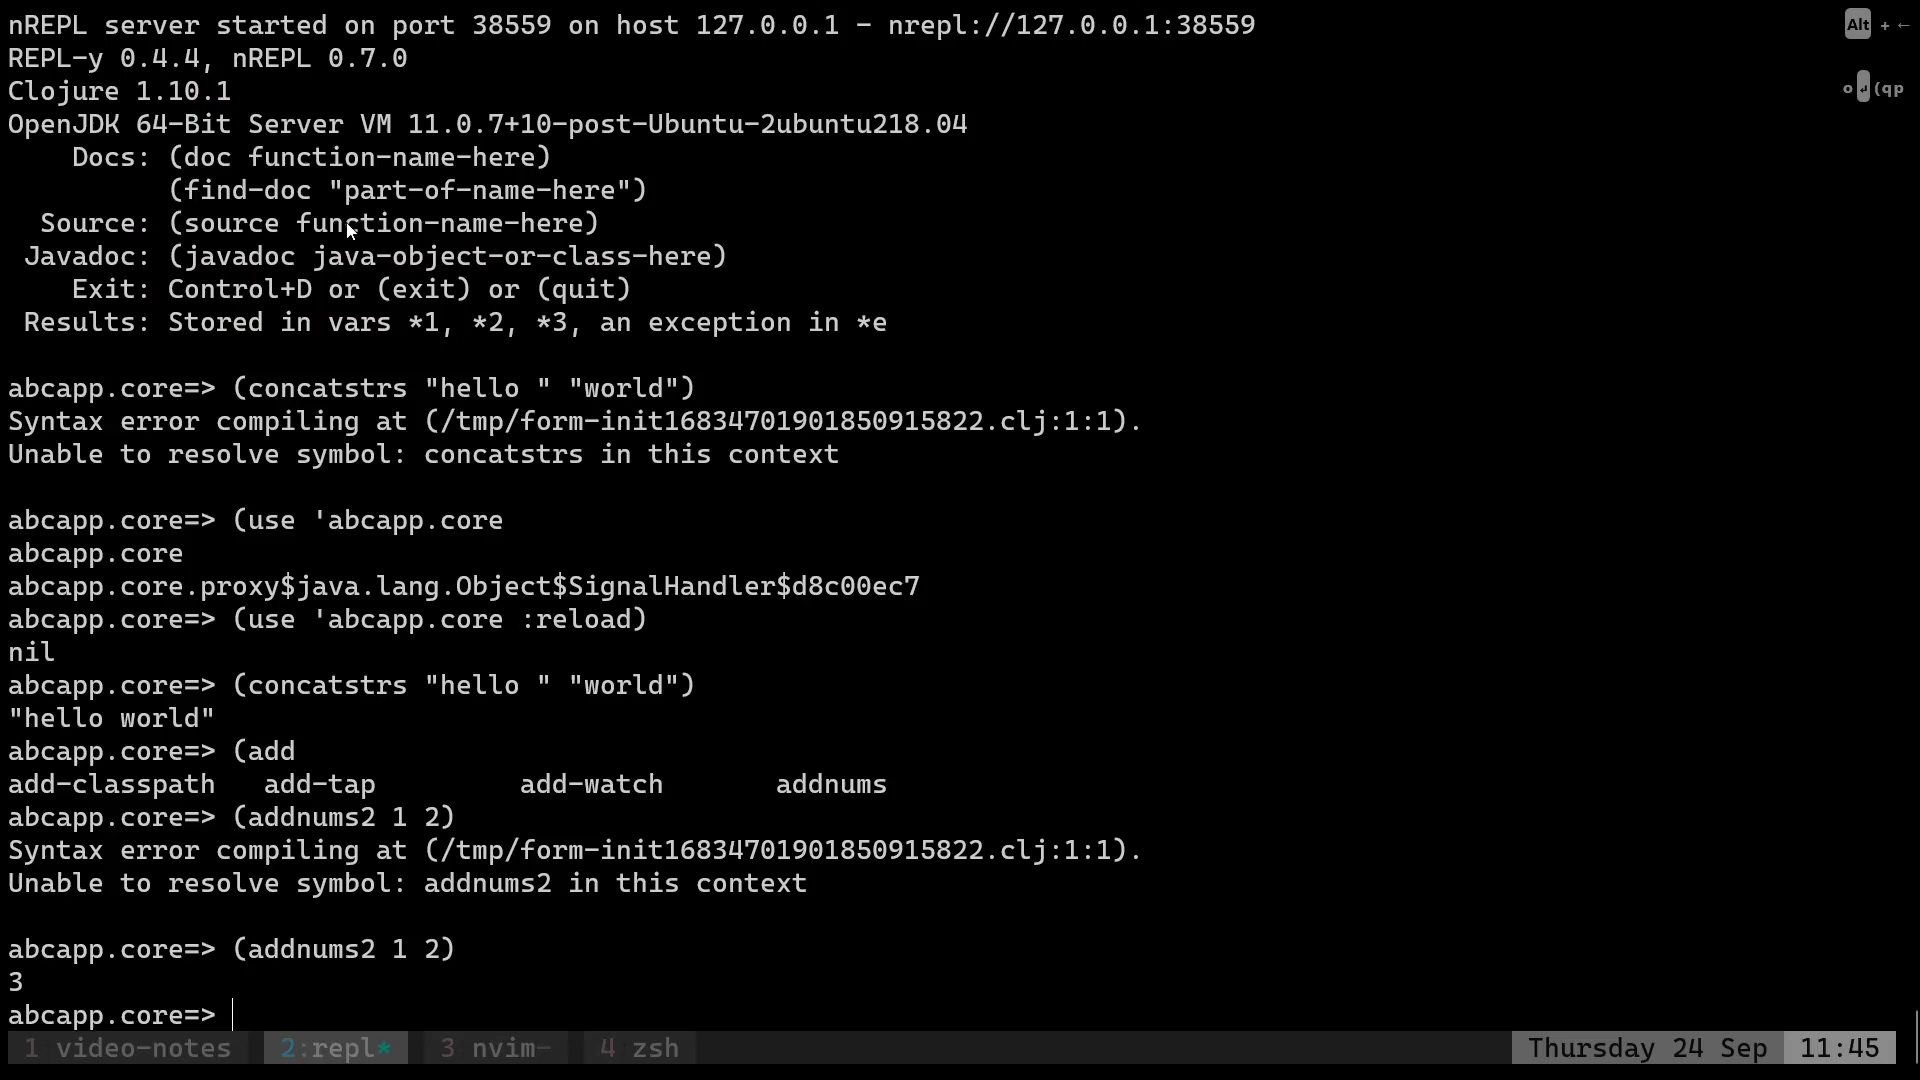 nREPL server started on port 38559 on host 127.0.0.1 - nrepl://127.0.0.1:38559
REPL-y 0.4.4, nREPL 0.7.0
Clojure 1.10.1
OpenJDK 64-Bit Server VM 11.0.7+10-post-Ubuntu-2ubuntu218.04
    Docs: (doc function-name-here)
          (find-doc "part-of-name-here")
  Source: (source function-name-here)
 Javadoc: (javadoc java-object-or-class-here)
    Exit: Control+D or (exit) or (quit)
 Results: Stored in vars *1, *2, *3, an exception in *e
Alt + ←
o ↲ (qp
abcapp.core=> (concatstrs "hello " "world")
Syntax error compiling at (/tmp/form-init16834701901850915822.clj:1:1).
Unable to resolve symbol: concatstrs in this context
abcapp.core=> (use 'abcapp.core
abcapp.core
abcapp.core.proxy$java.lang.Object$SignalHandler$d8c00ec7
abcapp.core=> (use 'abcapp.core :reload)
nil
abcapp.core=> (concatstrs "hello " "world")
"hello world"
abcapp.core=> (add
add-classpath   add-tap         add-watch       addnums
abcapp.core=> (addnums2 1 2)
Syntax error compiling at (/tmp/form-init16834701901850915822.clj:1:1).
Unable to resolve symbol: addnums2 in this context
abcapp.core=> (addnums2 1 2)
3
abcapp.core=>
1 video-notes 2:repl* 3 nvim- 4 zsh Thursday 24 Sep 11:45